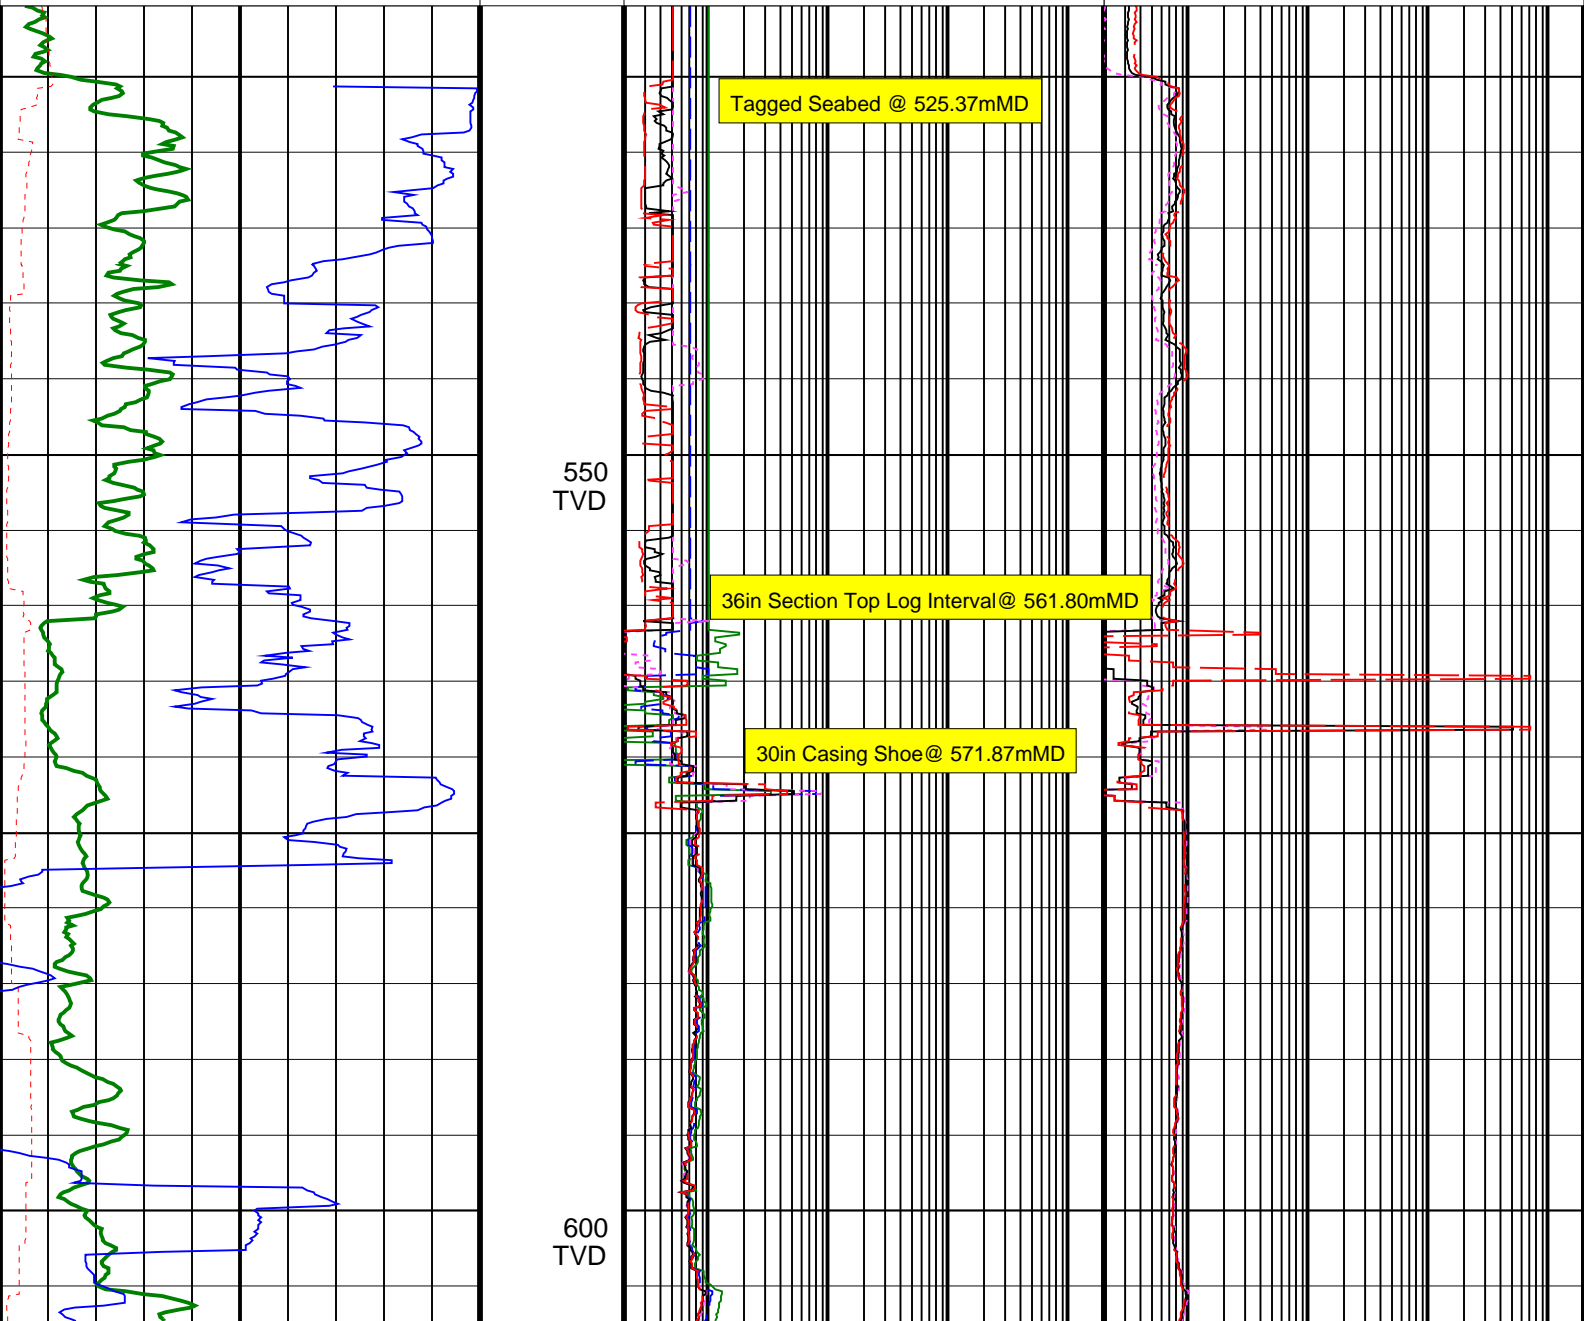 Tagged Seabed @ 525.37mMD
550
TVD
36in Section Top Log Interval@ 561.80mMD
30in Casing Shoe@ 571.87mMD
600
TVD